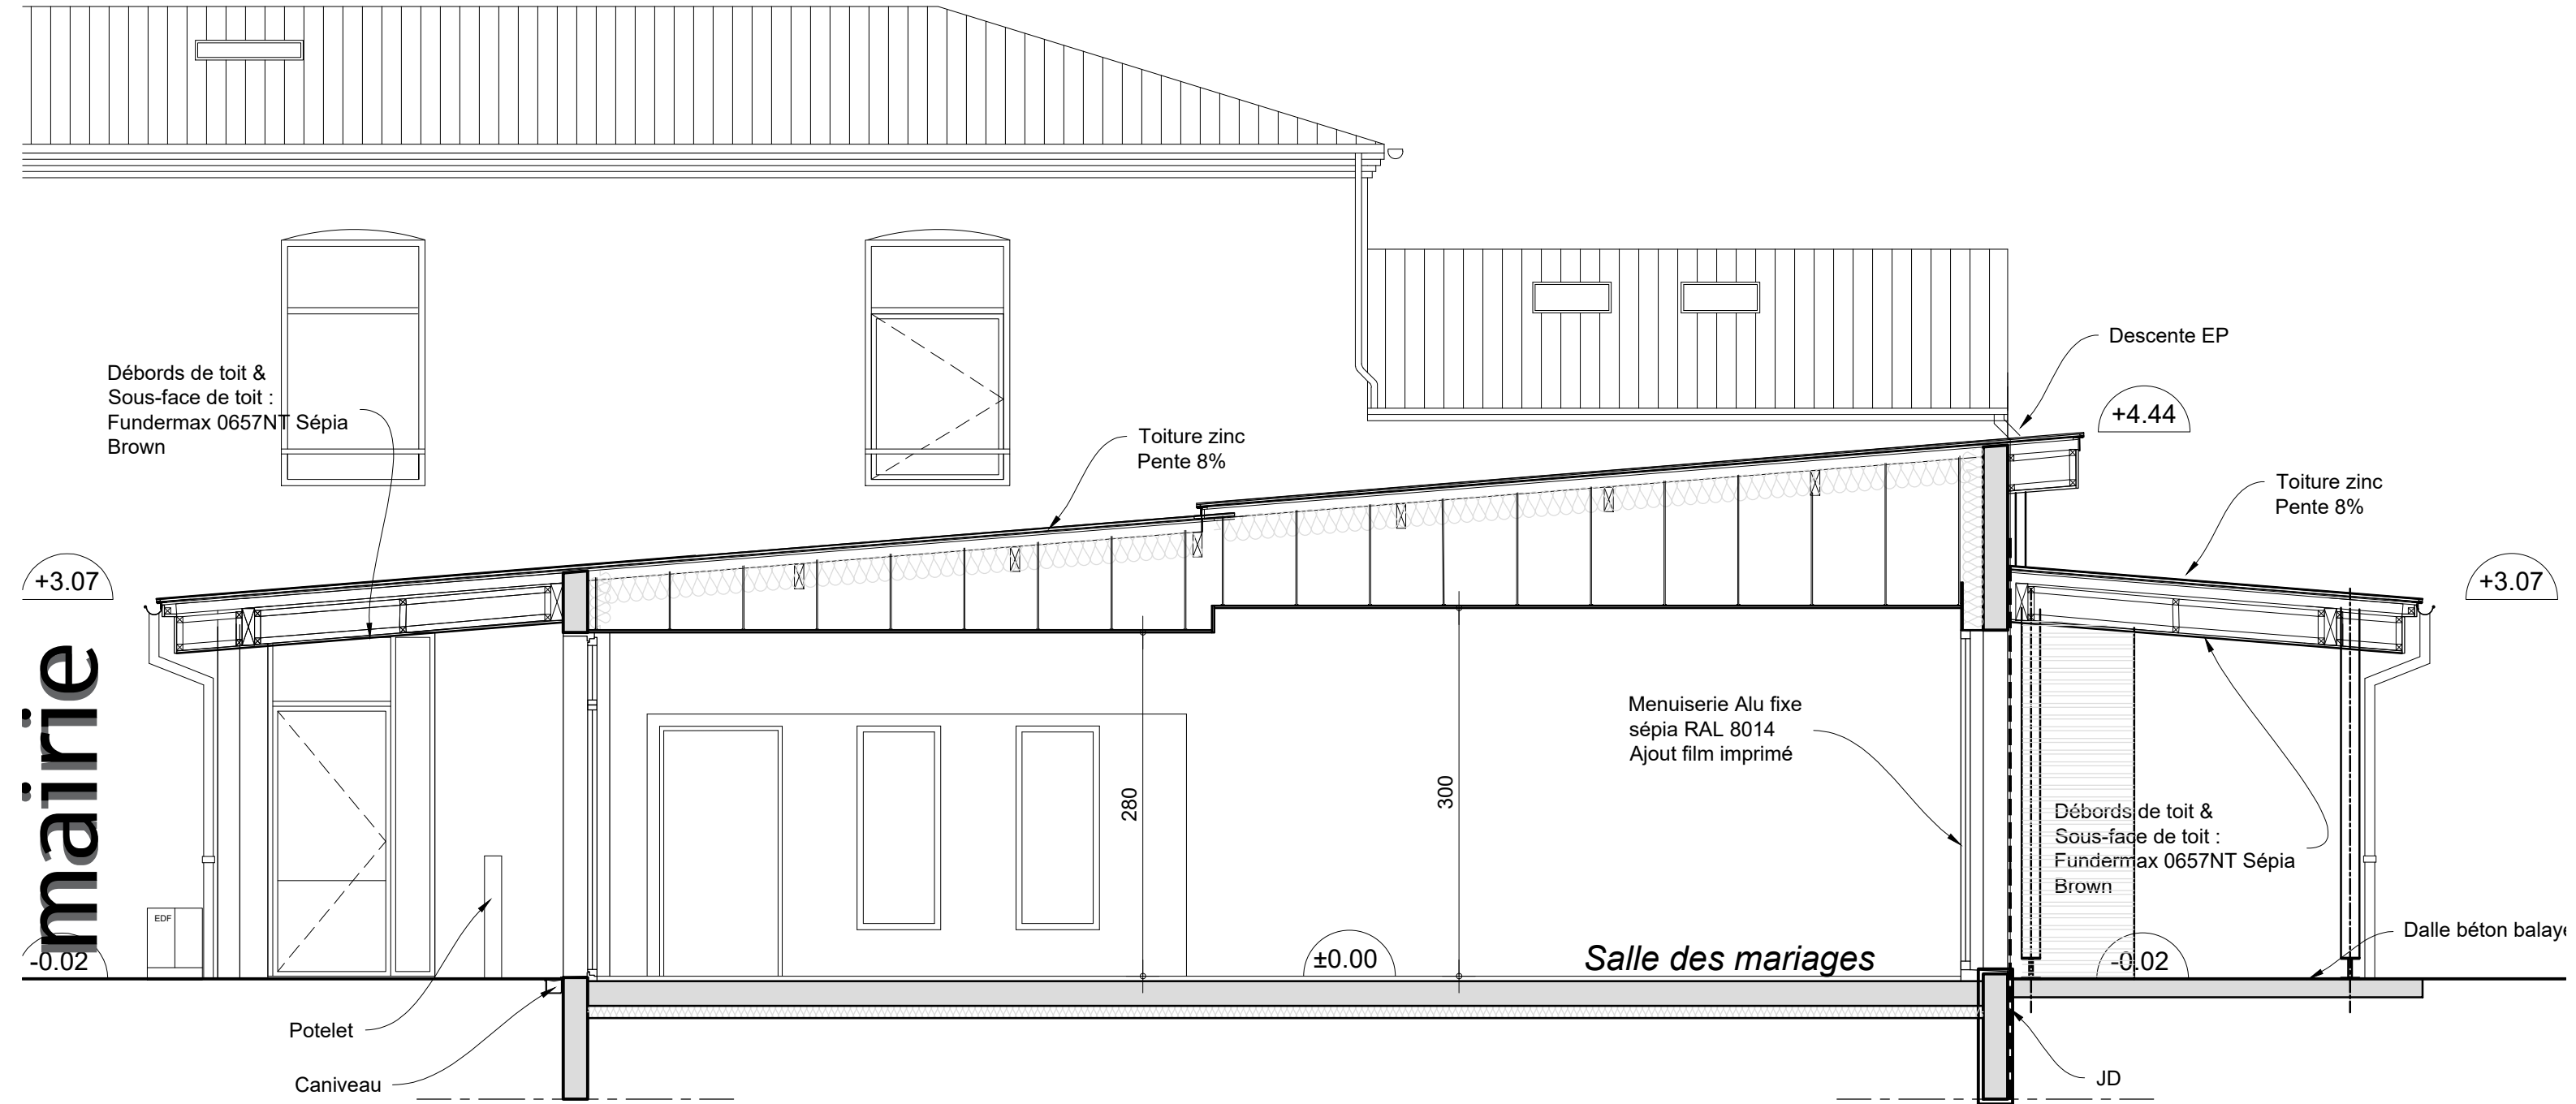 Descente EP
Débords de toit &
Sous-face de toit :
Fundermax 0657NT Sépia
Brown
+4.44
Toiture zinc
Pente 8%
Toiture zinc
Pente 8%
+3.07
+3.07
mairie
Menuiserie Alu fixe
sépia RAL 8014
Ajout film imprimé
280
300
Débords de toit &
Sous-face de toit :
Fundermax 0657NT Sépia
Brown
EDF
Dalle béton balayé
-0.02
±0.00
Salle des mariages
-0.02
Potelet
Caniveau
JD